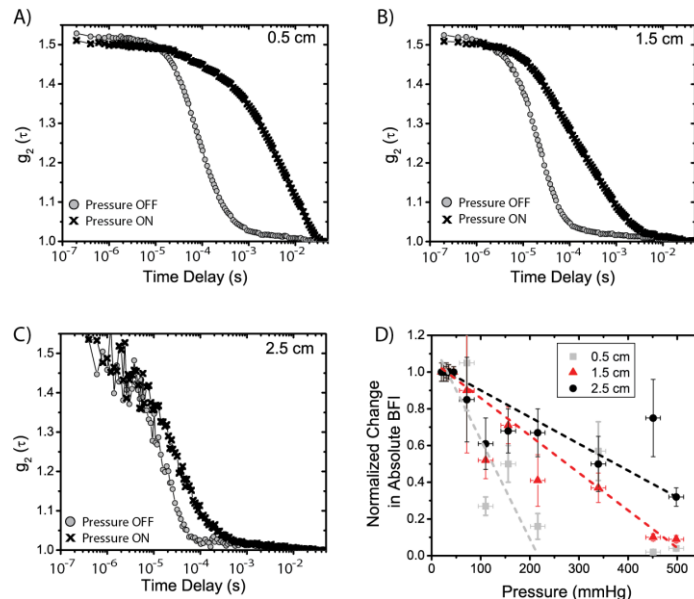 A)
0.5 cm
1.5
1.4
1.3
1.2
1.1
1.0
g₂ (τ)
Pressure OFF
Pressure ON
10⁻⁷ 10⁻⁶ 10⁻⁵ 10⁻⁴ 10⁻³ 10⁻²
Time Delay (s)
B)
1.5 cm
1.5
1.4
1.3
1.2
1.1
1.0
g₂ (τ)
Pressure OFF
Pressure ON
10⁻⁷ 10⁻⁶ 10⁻⁵ 10⁻⁴ 10⁻³ 10⁻²
Time Delay (s)
C)
2.5 cm
1.5
1.4
1.3
1.2
1.1
1.0
g₂ (τ)
Pressure OFF
Pressure ON
10⁻⁷ 10⁻⁶ 10⁻⁵ 10⁻⁴ 10⁻³ 10⁻²
Time Delay (s)
D)
1.2
1.0
0.8
0.6
0.4
0.2
0.0
Normalized Change
in Absolute BFI
0.5 cm
1.5 cm
2.5 cm
0 100 200 300 400 500
Pressure (mmHg)